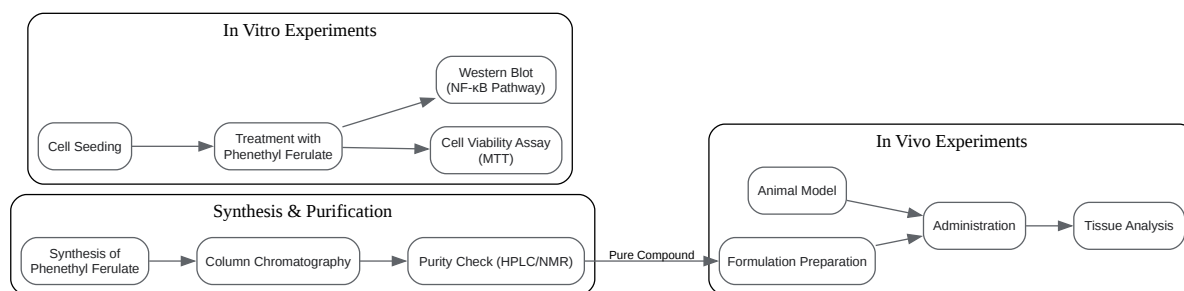 In Vitro Experiments
Western Blot
(NF-κB Pathway)
Cell Seeding
Treatment with
Phenethyl Ferulate
Cell Viability Assay
(MTT)
Synthesis & Purification
Synthesis of
Phenethyl Ferulate
Column Chromatography
Purity Check (HPLC/NMR)
Pure Compound
In Vivo Experiments
Animal Model
Formulation Preparation
Administration
Tissue Analysis